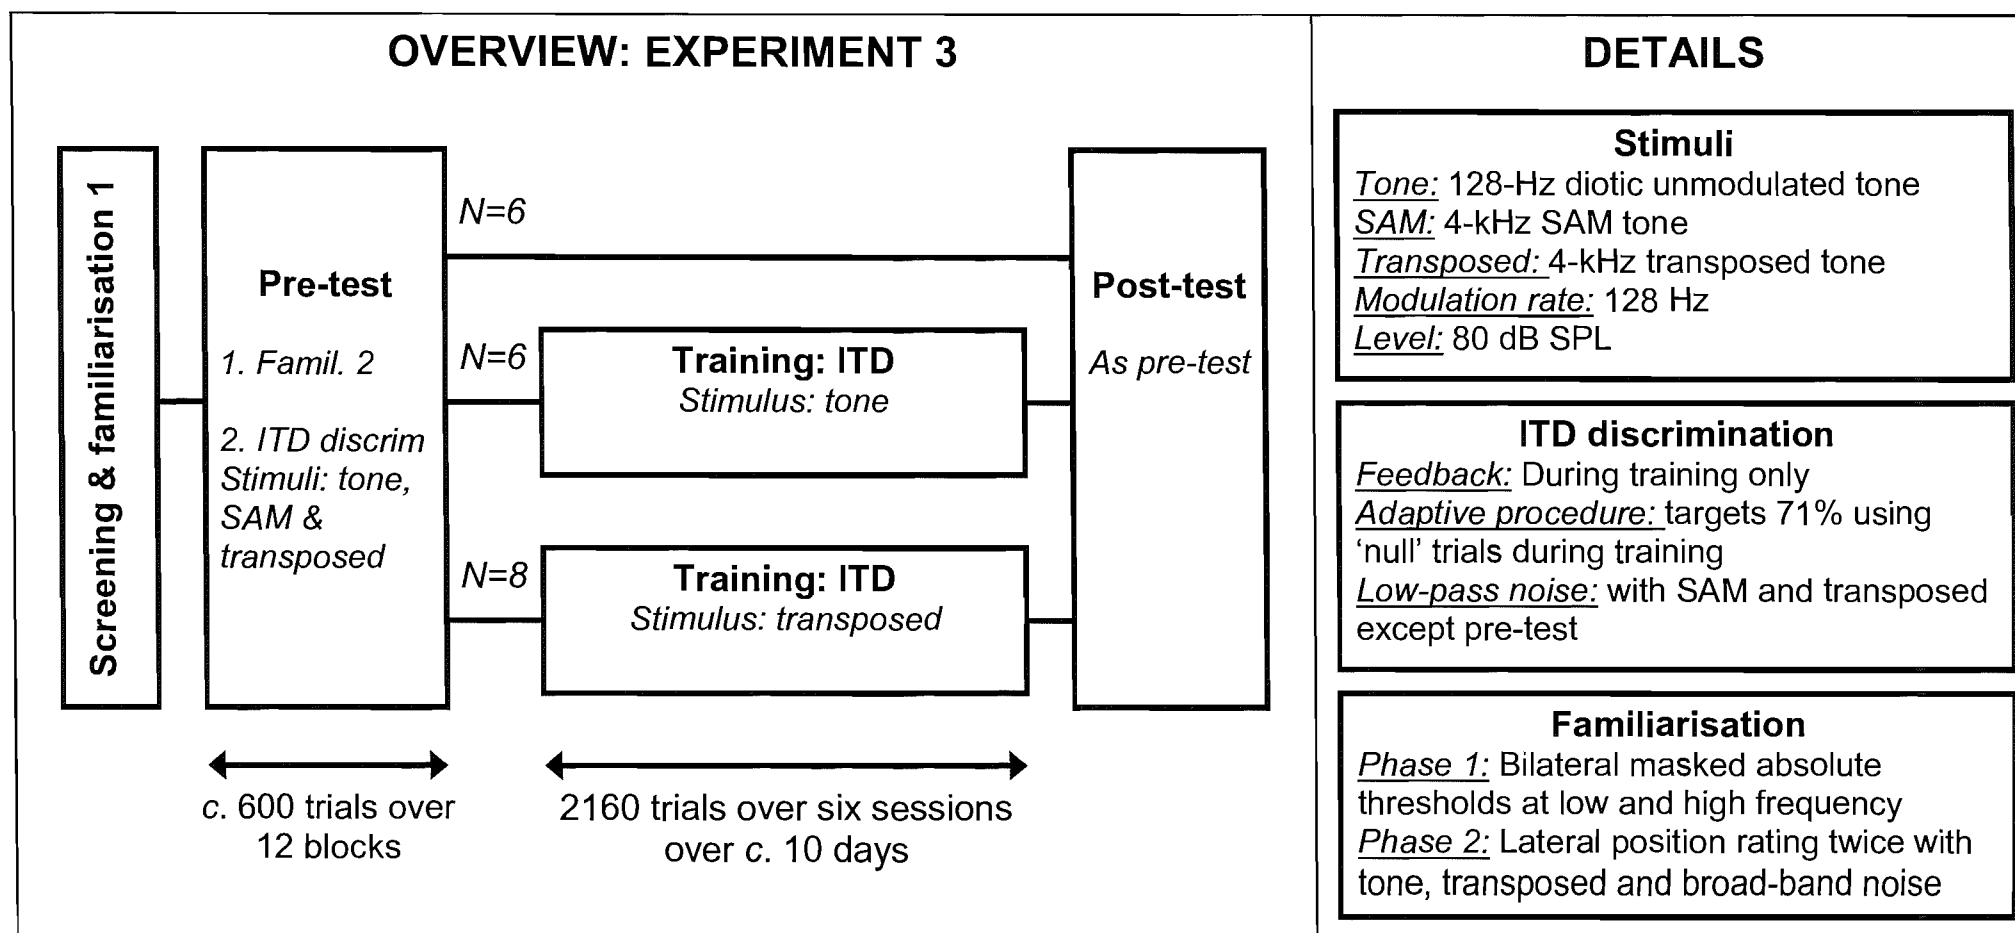 OVERVIEW: EXPERIMENT 3
Screening & familiarisation 1
Pre-test
1. Famil. 2
2. ITD discrim
Stimuli: tone,
SAM &
transposed
N=6
N=6
Training: ITD
Stimulus: tone
N=8
Training: ITD
Stimulus: transposed
Post-test
As pre-test
c. 600 trials over
12 blocks
2160 trials over six sessions
over c. 10 days
DETAILS
Stimuli
Tone: 128-Hz diotic unmodulated tone
SAM: 4-kHz SAM tone
Transposed: 4-kHz transposed tone
Modulation rate: 128 Hz
Level: 80 dB SPL
ITD discrimination
Feedback: During training only
Adaptive procedure: targets 71% using
‘null’ trials during training
Low-pass noise: with SAM and transposed
except pre-test
Familiarisation
Phase 1: Bilateral masked absolute
thresholds at low and high frequency
Phase 2: Lateral position rating twice with
tone, transposed and broad-band noise